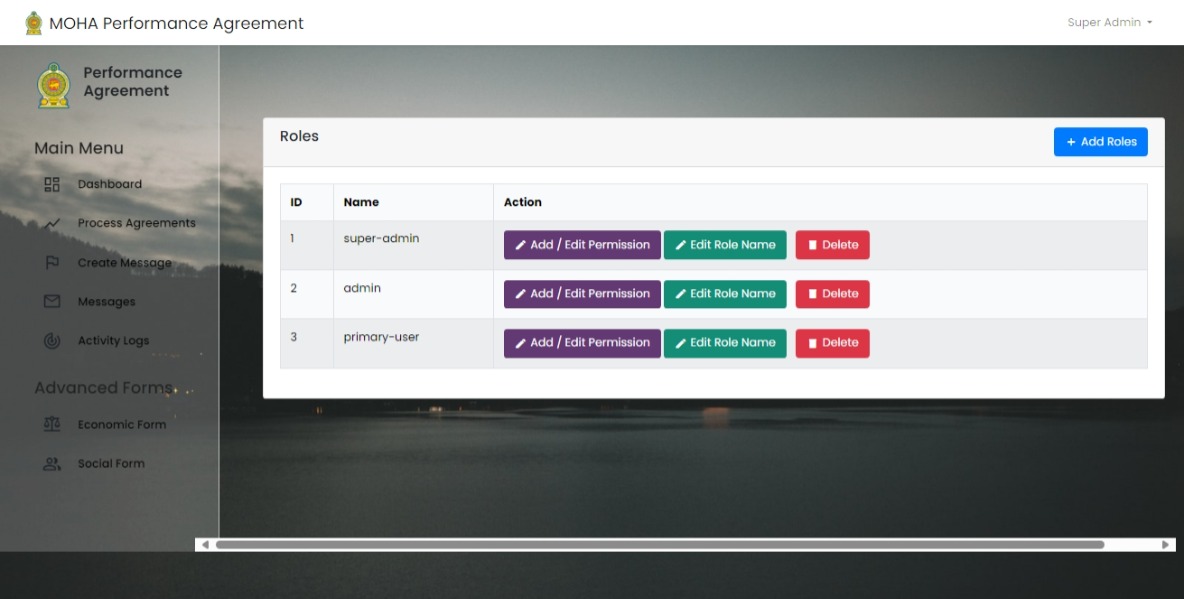 MOHA Performance Agreement
Super Admin
Performance
Agreement
Main Menu
Dashboard
Process Agreements
Create Message
Messages
Activity Logs
Advanced Forms
Economic Form
Social Form
Roles
+ Add Roles
ID Name Action
1 super-admin Add / Edit Permission Edit Role Name Delete
2 admin Add / Edit Permission Edit Role Name Delete
3 primary-user Add / Edit Permission Edit Role Name Delete